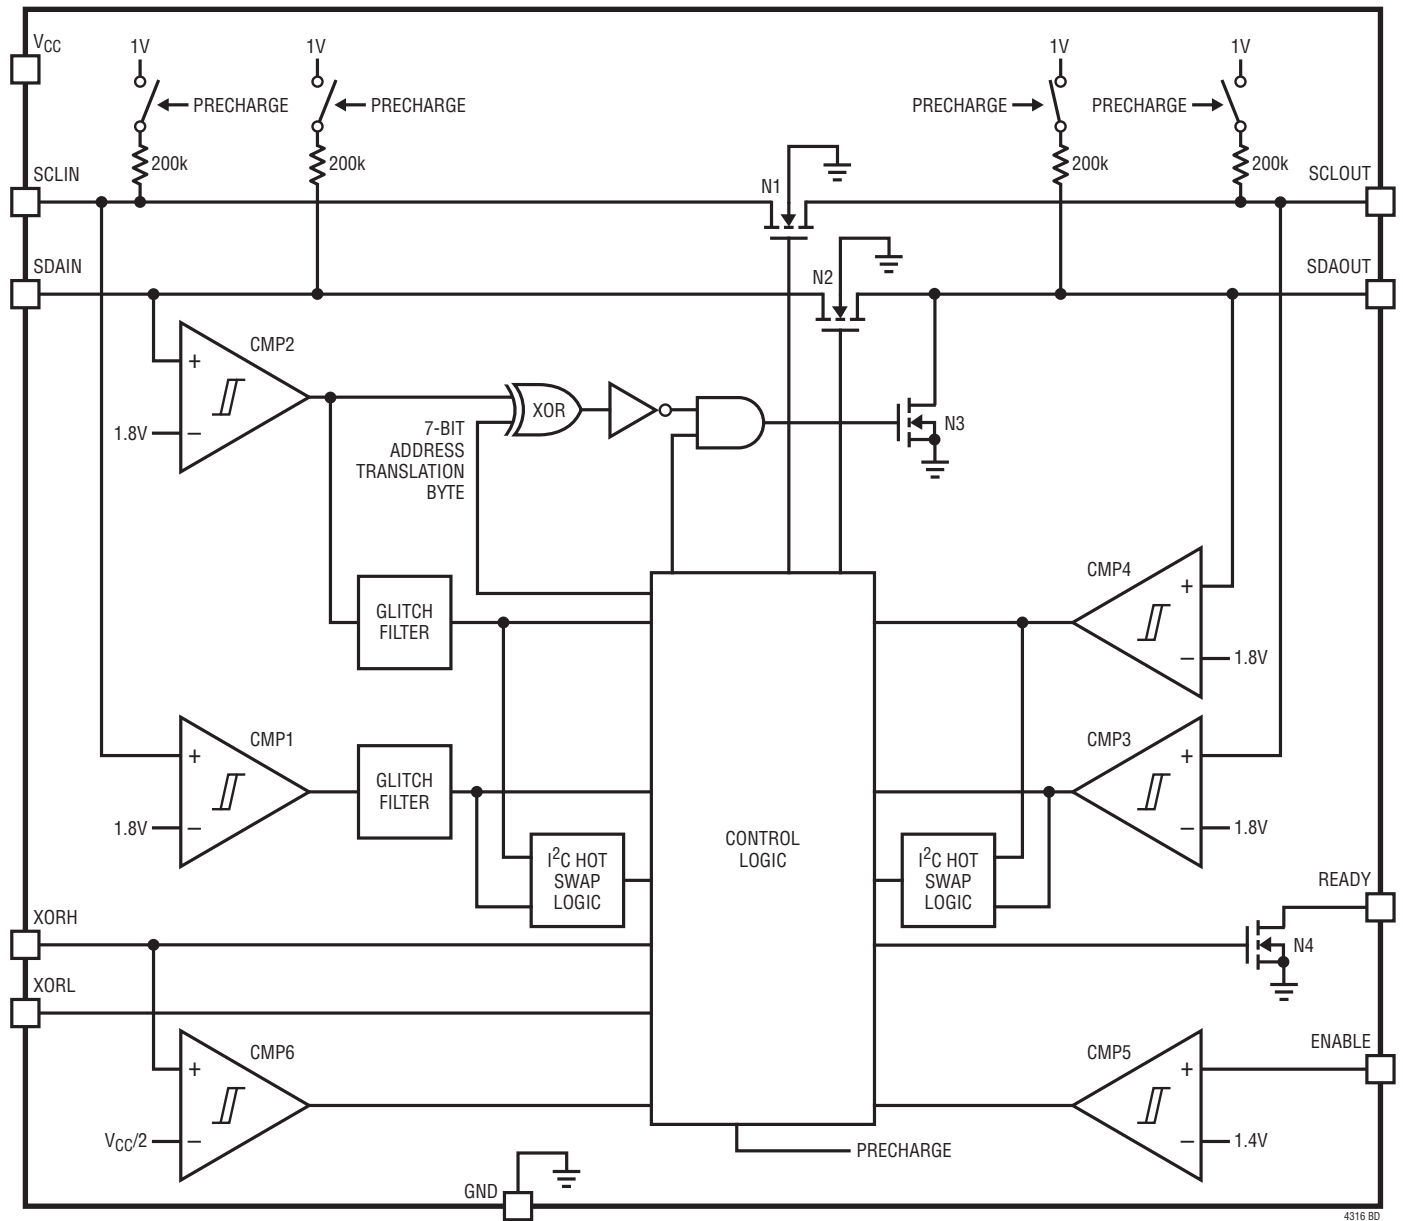 VCC
1V
1V
1V
1V
PRECHARGE
PRECHARGE
PRECHARGE
PRECHARGE
200k
200k
200k
200k
SCLIN
N1
SCLOUT
SDAIN
N2
SDAOUT
CMP2
+
1.8V
–
XOR
7-BIT
ADDRESS
TRANSLATION
BYTE
N3
CMP4
+
–
1.8V
GLITCH
FILTER
CMP1
+
1.8V
–
GLITCH
FILTER
CMP3
+
–
1.8V
CONTROL
LOGIC
I2C HOT
SWAP
LOGIC
I2C HOT
SWAP
LOGIC
READY
XORH
N4
XORL
ENABLE
CMP6
+
VCC/2
–
CMP5
+
–
1.4V
PRECHARGE
GND
4316 BD